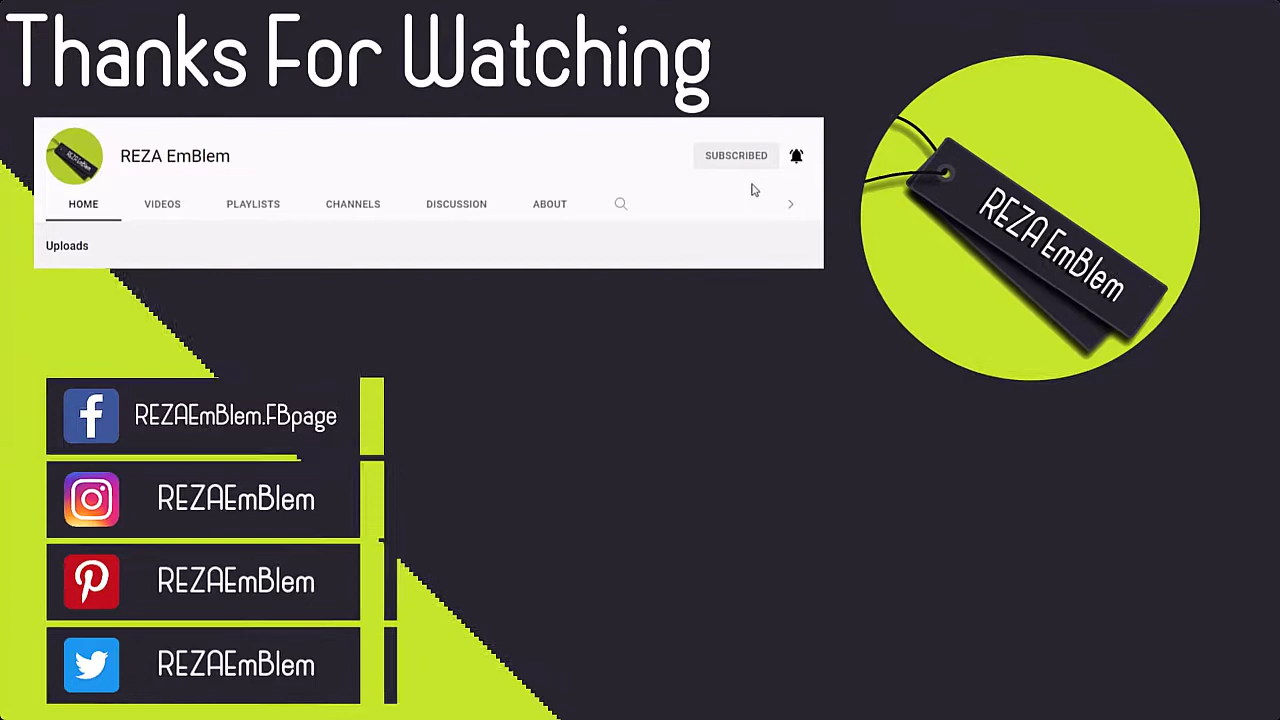 Thanks For Watching
REZA EmBlem
SUBSCRIBED
HOME VIDEOS PLAYLISTS CHANNELS DISCUSSION ABOUT
Uploads
REZA EmBlem
REZAEmBlem.FBpage
REZAEmBlem
REZAEmBlem
REZAEmBlem